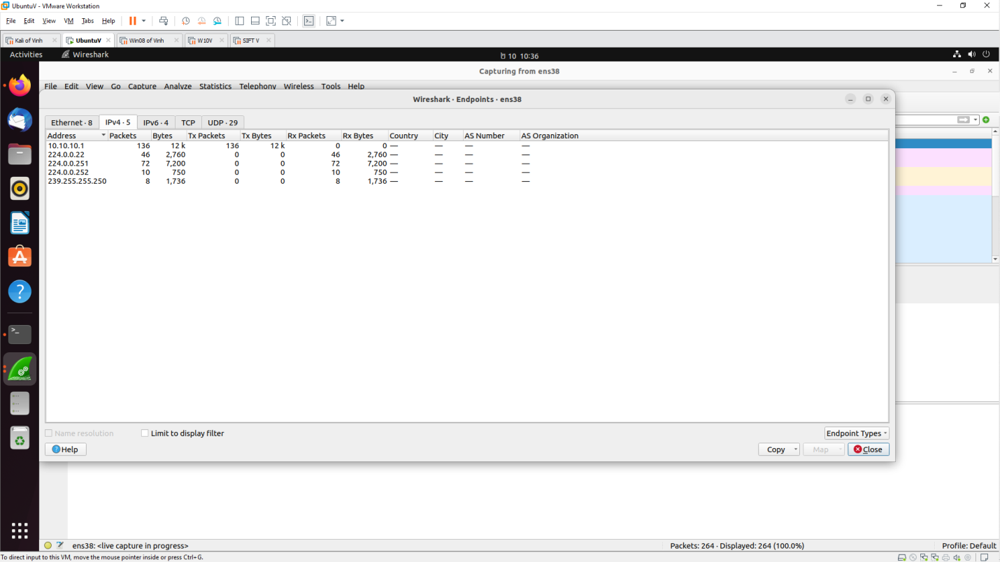 UbuntuV - VMware Workstation
File Edit View VM Tabs Help
Kali of Vinh UbuntuV Win08 of Vinh W10V SIFT V
Activities Wireshark ២ 10 10:36
Capturing from ens38
File Edit View Go Capture Analyze Statistics Telephony Wireless Tools Help
Wireshark · Endpoints · ens38
Ethernet · 8 IPv4 · 5 IPv6 · 4 TCP UDP · 29
Address Packets Bytes Tx Packets Tx Bytes Rx Packets Rx Bytes Country City AS Number AS Organization
10.10.10.1 136 12 k 136 12 k 0 0 — — — —
224.0.0.22 46 2,760 0 0 46 2,760 — — — —
224.0.0.251 72 7,200 0 0 72 7,200 — — — —
224.0.0.252 10 750 0 0 10 750 — — — —
239.255.255.250 8 1,736 0 0 8 1,736 — — — —
Name resolution Limit to display filter Endpoint Types
Help Copy Map Close
ens38: <live capture in progress> Packets: 264 · Displayed: 264 (100.0%) Profile: Default
To direct input to this VM, move the mouse pointer inside or press Ctrl+G.